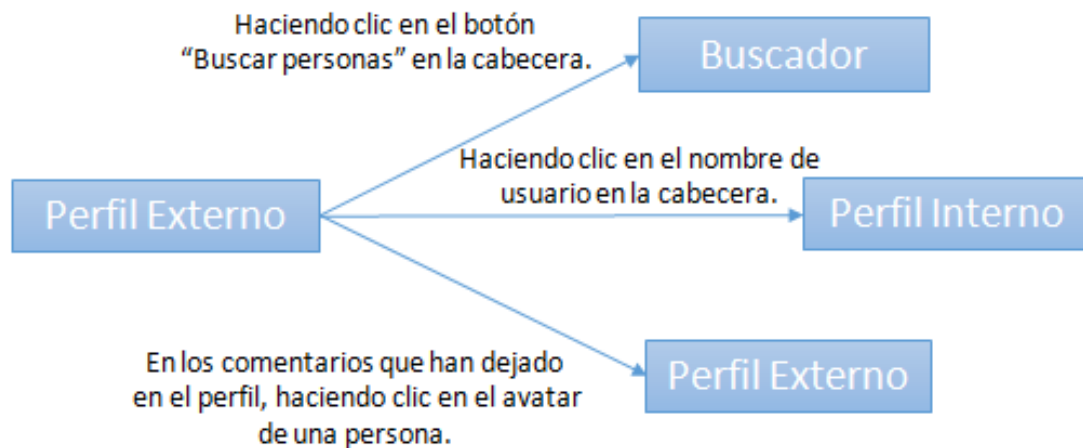 Haciendo clic en el botón
“Buscar personas” en la cabecera.
Buscador
Haciendo clic en el nombre de
usuario en la cabecera.
Perfil Externo
Perfil Interno
En los comentarios que han dejado
en el perfil, haciendo clic en el avatar
de una persona.
Perfil Externo